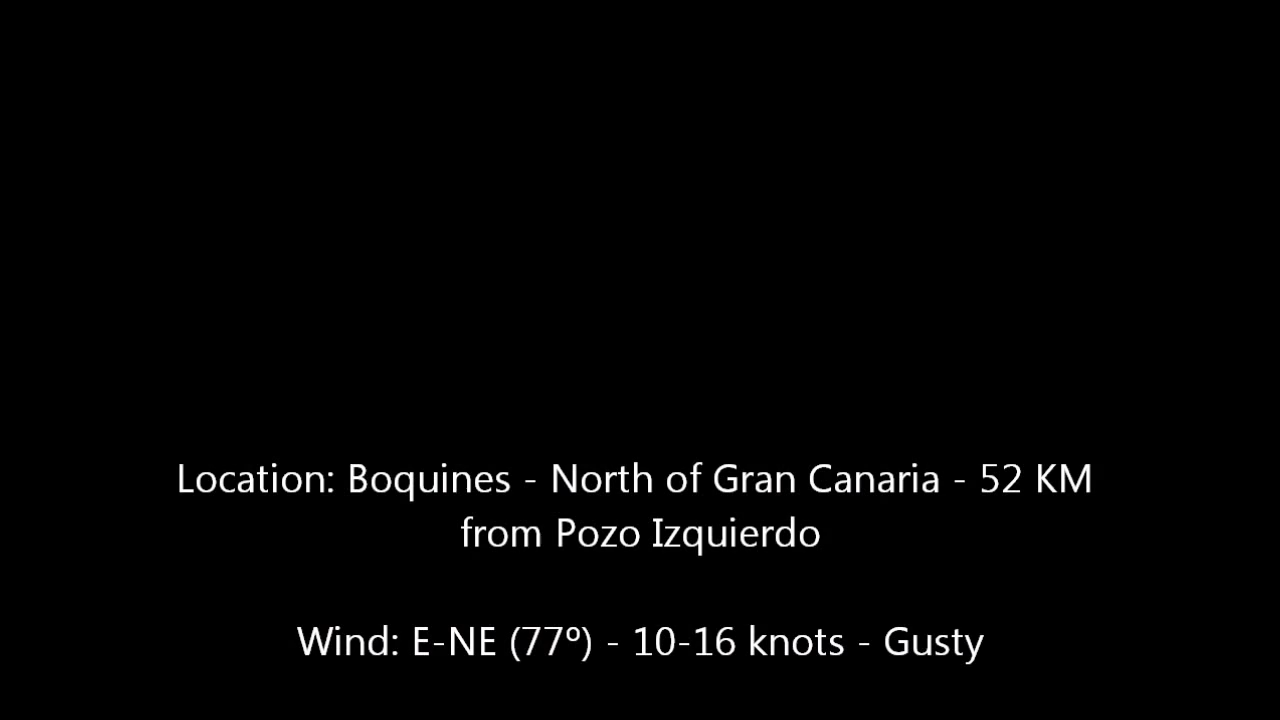 Location: Boquines - North of Gran Canaria - 52 KM
from Pozo Izquierdo
Wind: E-NE (77º) - 10-16 knots - Gusty